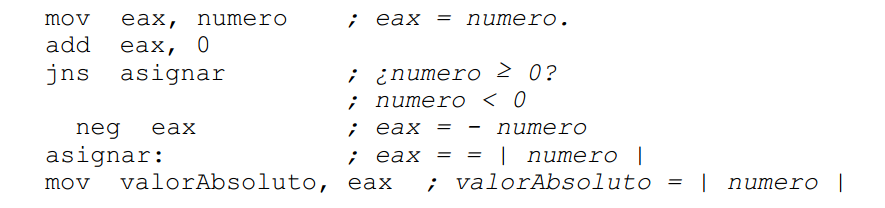 mov eax, numero ; eax = numero.
add eax, 0
jns asignar ; ¿numero ≥ 0?
; numero < 0
neg eax ; eax = - numero
asignar: ; eax = = | numero |
mov valorAbsoluto, eax ; valorAbsoluto = | numero |